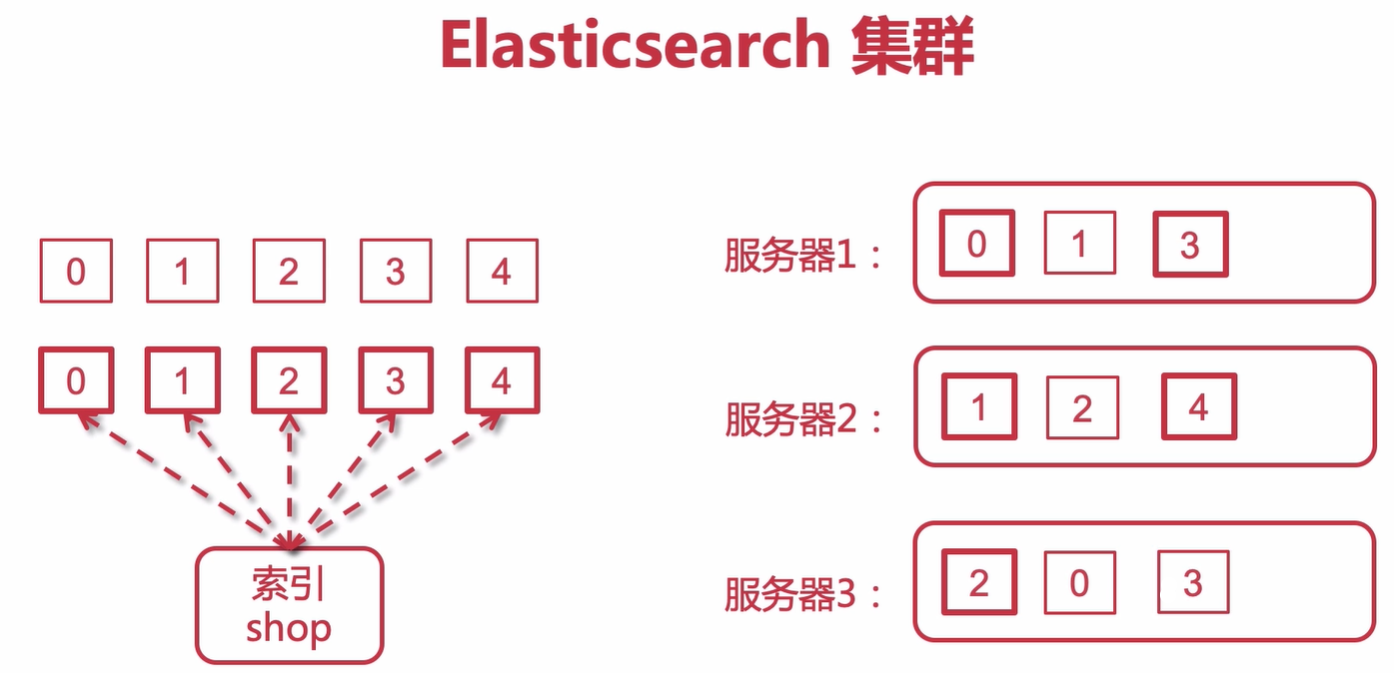 Elasticsearch 集群
0 1 2 3 4
0 1 2 3 4
索引
shop
服务器1：
0 1 3
服务器2：
1 2 4
服务器3：
2 0 3